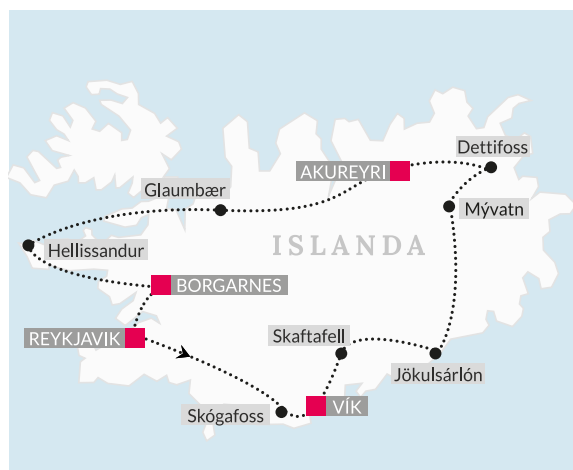 Dettifoss
AKUREYRI
Glaumbær
Mývatn
Hellissandur
ISLANDA
BORGARNES
REYKJAVIK
Skaftafell
Jökulsárlón
Skógafoss
VÍK